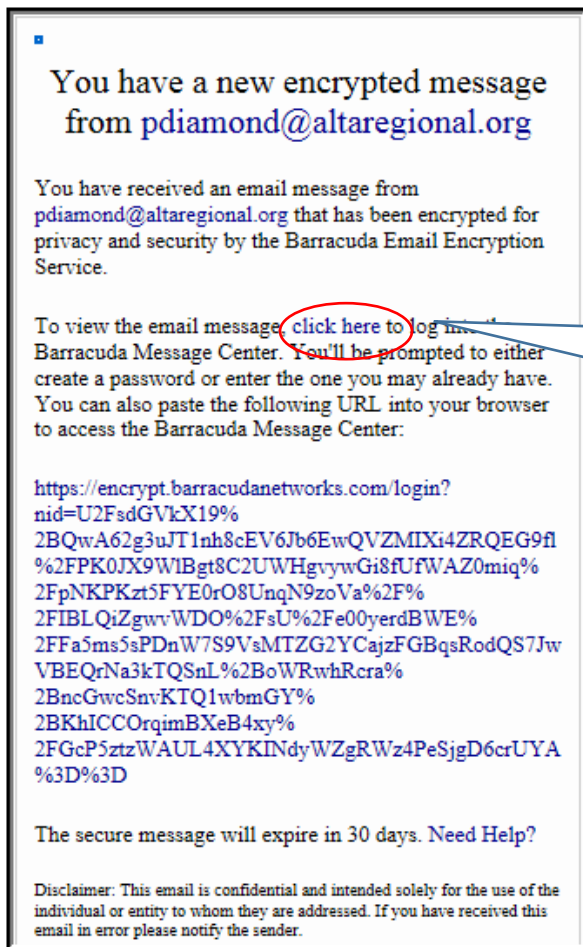 You have a new encrypted message
from pdiamond@altaregional.org
You have received an email message from
pdiamond@altaregional.org that has been encrypted for
privacy and security by the Barracuda Email Encryption
Service.
To view the email message, click here to log into the
Barracuda Message Center. You'll be prompted to either
create a password or enter the one you may already have.
You can also paste the following URL into your browser
to access the Barracuda Message Center:
https://encrypt.barracudanetworks.com/login?
nid=U2FsdGVkX19%
2BQwA62g3uJT1nh8cEV6Jb6EwQVZMIXi4ZRQEG9fl
%2FPK0JX9WlBgt8C2UWHgvywGi8fUfWAZ0miq%
2FpNKPKzt5FYE0rO8UnqN9zoVa%2F%
2FIBLQiZgwvWDO%2FsU%2Fe00yerdBWE%
2FFa5ms5sPDnW7S9VsMTZG2YCajzFGBqsRodQS7Jw
VBEQrNa3kTQSnL%2BoWRwhRcra%
2BncGwcSnvKTQ1wbmGY%
2BKhICCOrqimBXeB4xy%
2FGcP5ztzWAUL4XYKINdyWZgRWz4PeSjgD6crUYA
%3D%3D
The secure message will expire in 30 days. Need Help?
Disclaimer: This email is confidential and intended solely for the use of the
individual or entity to whom they are addressed. If you have received this
email in error please notify the sender.